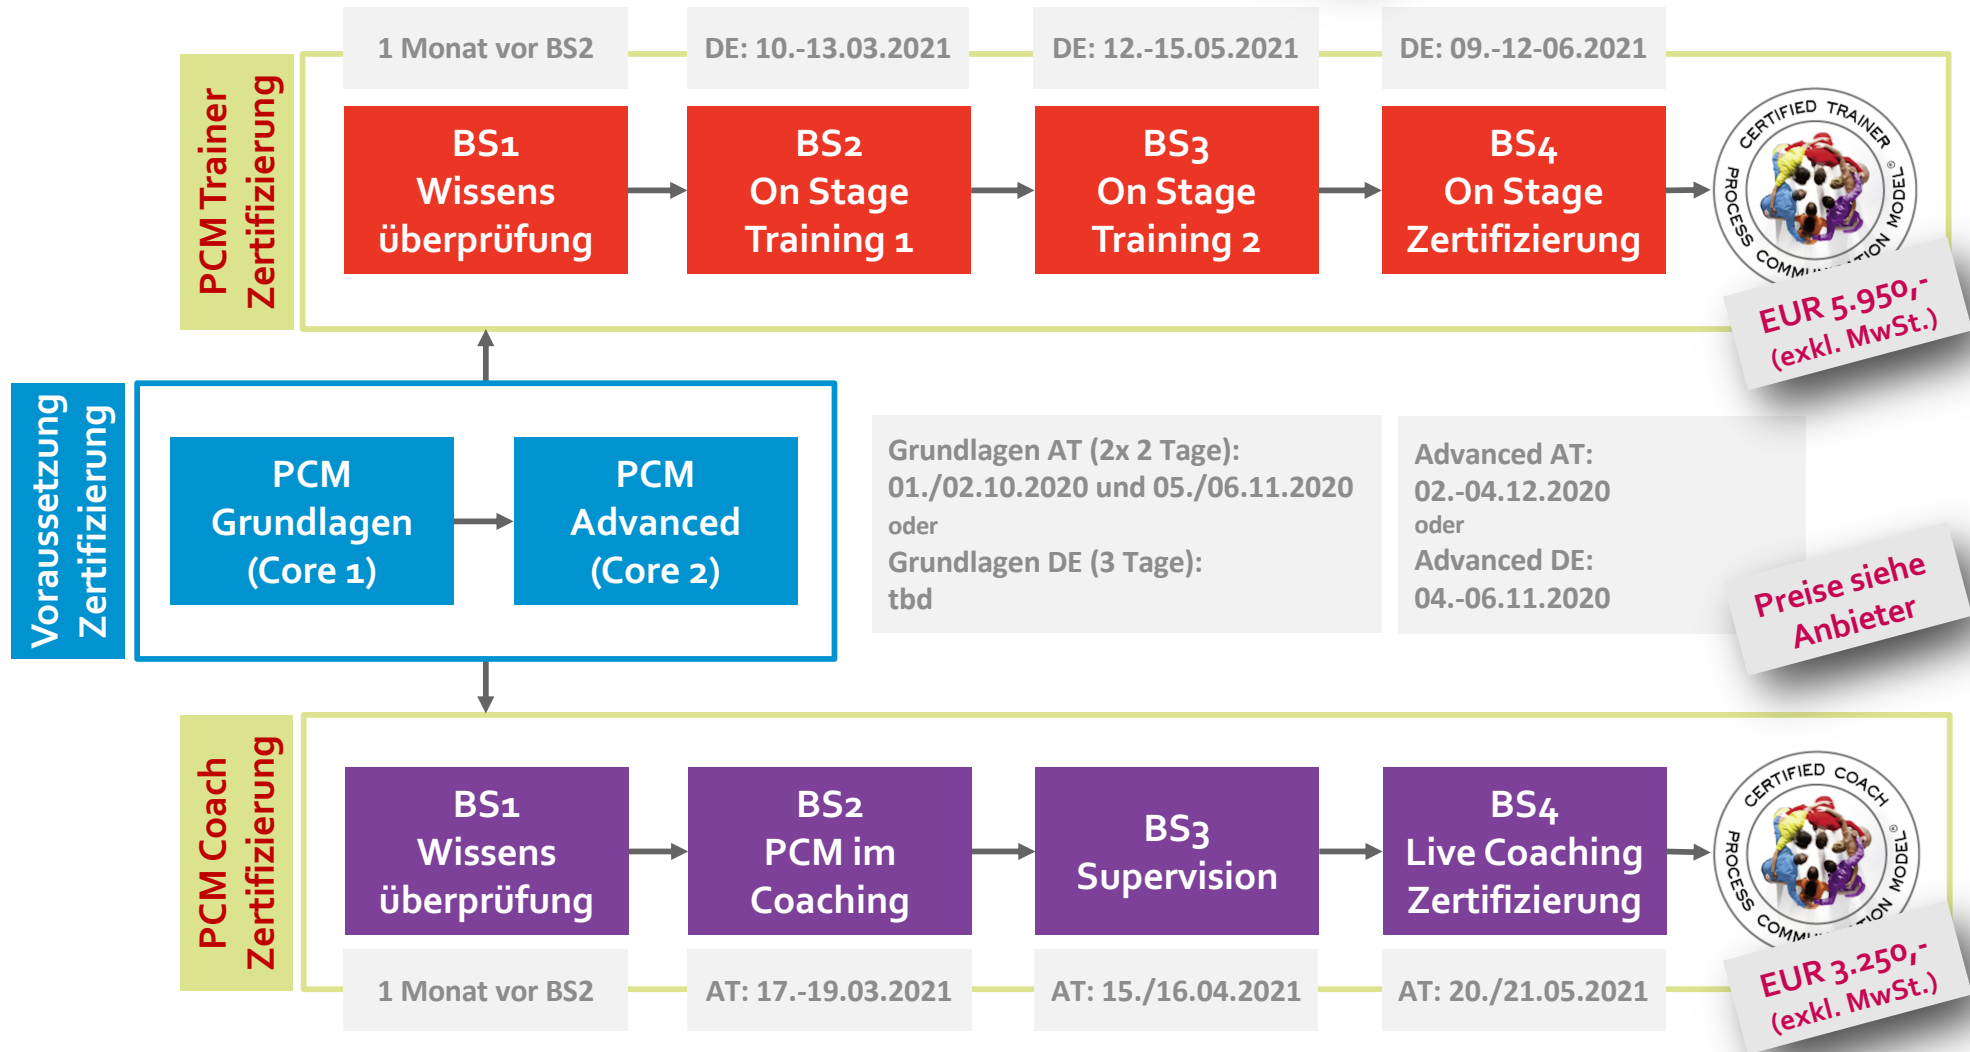 1 Monat vor BS2
DE: 10.-13.03.2021
DE: 12.-15.05.2021
DE: 09.-12-06.2021
PCM Trainer
Zertifizierung
BS1
Wissens
überprüfung
BS2
On Stage
Training 1
BS3
On Stage
Training 2
BS4
On Stage
Zertifizierung
CERTIFIED TRAINER
PROCESS MODEL®
EUR 5.950,-
(exkl. MwSt.)
Voraussetzung
Zertifizierung
PCM
Grundlagen
(Core 1)
PCM
Advanced
(Core 2)
Grundlagen AT (2x 2 Tage):
01./02.10.2020 und 05./06.11.2020
oder
Grundlagen DE (3 Tage):
tbd
Advanced AT:
02.-04.12.2020
oder
Advanced DE:
04.-06.11.2020
Preise siehe
Anbieter
PCM Coach
Zertifizierung
BS1
Wissens
überprüfung
BS2
PCM im
Coaching
BS3
Supervision
BS4
Live Coaching
Zertifizierung
CERTIFIED COACH
PROCESS MODEL®
EUR 3.250,-
(exkl. MwSt.)
1 Monat vor BS2
AT: 17.-19.03.2021
AT: 15./16.04.2021
AT: 20./21.05.2021